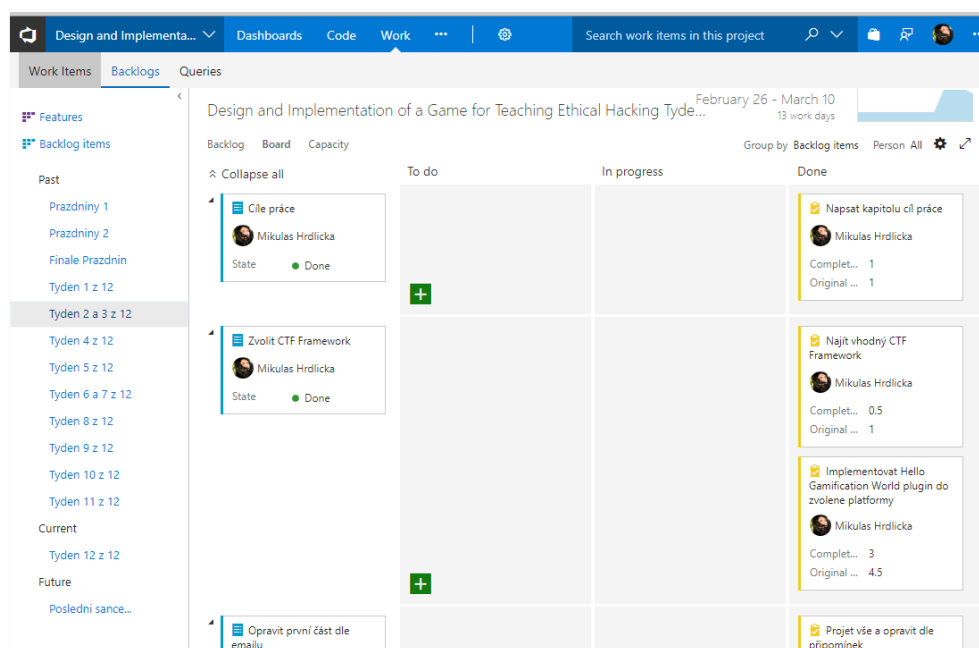 Design and Implementa...
Dashboards
Code
Work
...
Search work items in this project
Work Items
Backlogs
Queries
Features
Backlog items
Past
Prazdniny 1
Prazdniny 2
Finale Prazdnin
Tyden 1 z 12
Tyden 2 a 3 z 12
Tyden 4 z 12
Tyden 5 z 12
Tyden 6 a 7 z 12
Tyden 8 z 12
Tyden 9 z 12
Tyden 10 z 12
Tyden 11 z 12
Current
Tyden 12 z 12
Future
Posledni sance...
Design and Implementation of a Game for Teaching Ethical Hacking Tyde...
February 26 - March 10
13 work days
Backlog
Board
Capacity
Group by Backlog items
Person All
Collapse all
To do
In progress
Done
Cíle práce
Mikulas Hrdlicka
State
Done
Napsat kapitolu cíl práce
Mikulas Hrdlicka
Complet... 1
Original ... 1
Zvolit CTF Framework
Mikulas Hrdlicka
State
Done
Najít vhodný CTF
Framework
Mikulas Hrdlicka
Complet... 0.5
Original ... 1
Implementovat Hello
Gamification World plugin do
zvolene platformy
Mikulas Hrdlicka
Complet... 3
Original ... 4.5
Opravit první část dle
emailu
Projet vše a opravit dle
připomínek